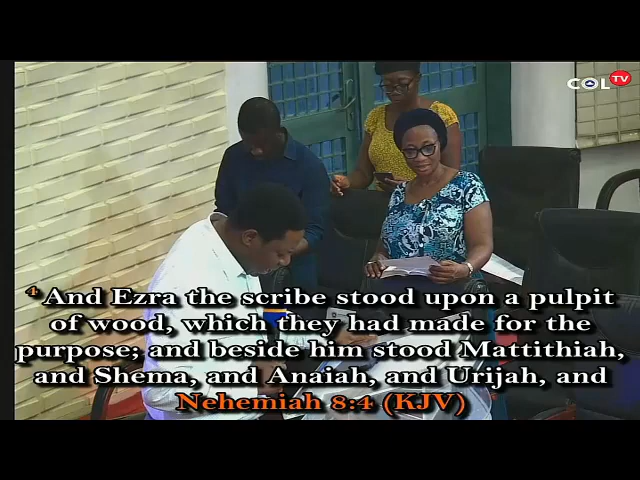 COL TV
4 And Ezra the scribe stood upon a pulpit
of wood, which they had made for the
purpose; and beside him stood Mattithiah,
and Shema, and Anaiah, and Urijah, and
Nehemiah 8:4 (KJV)